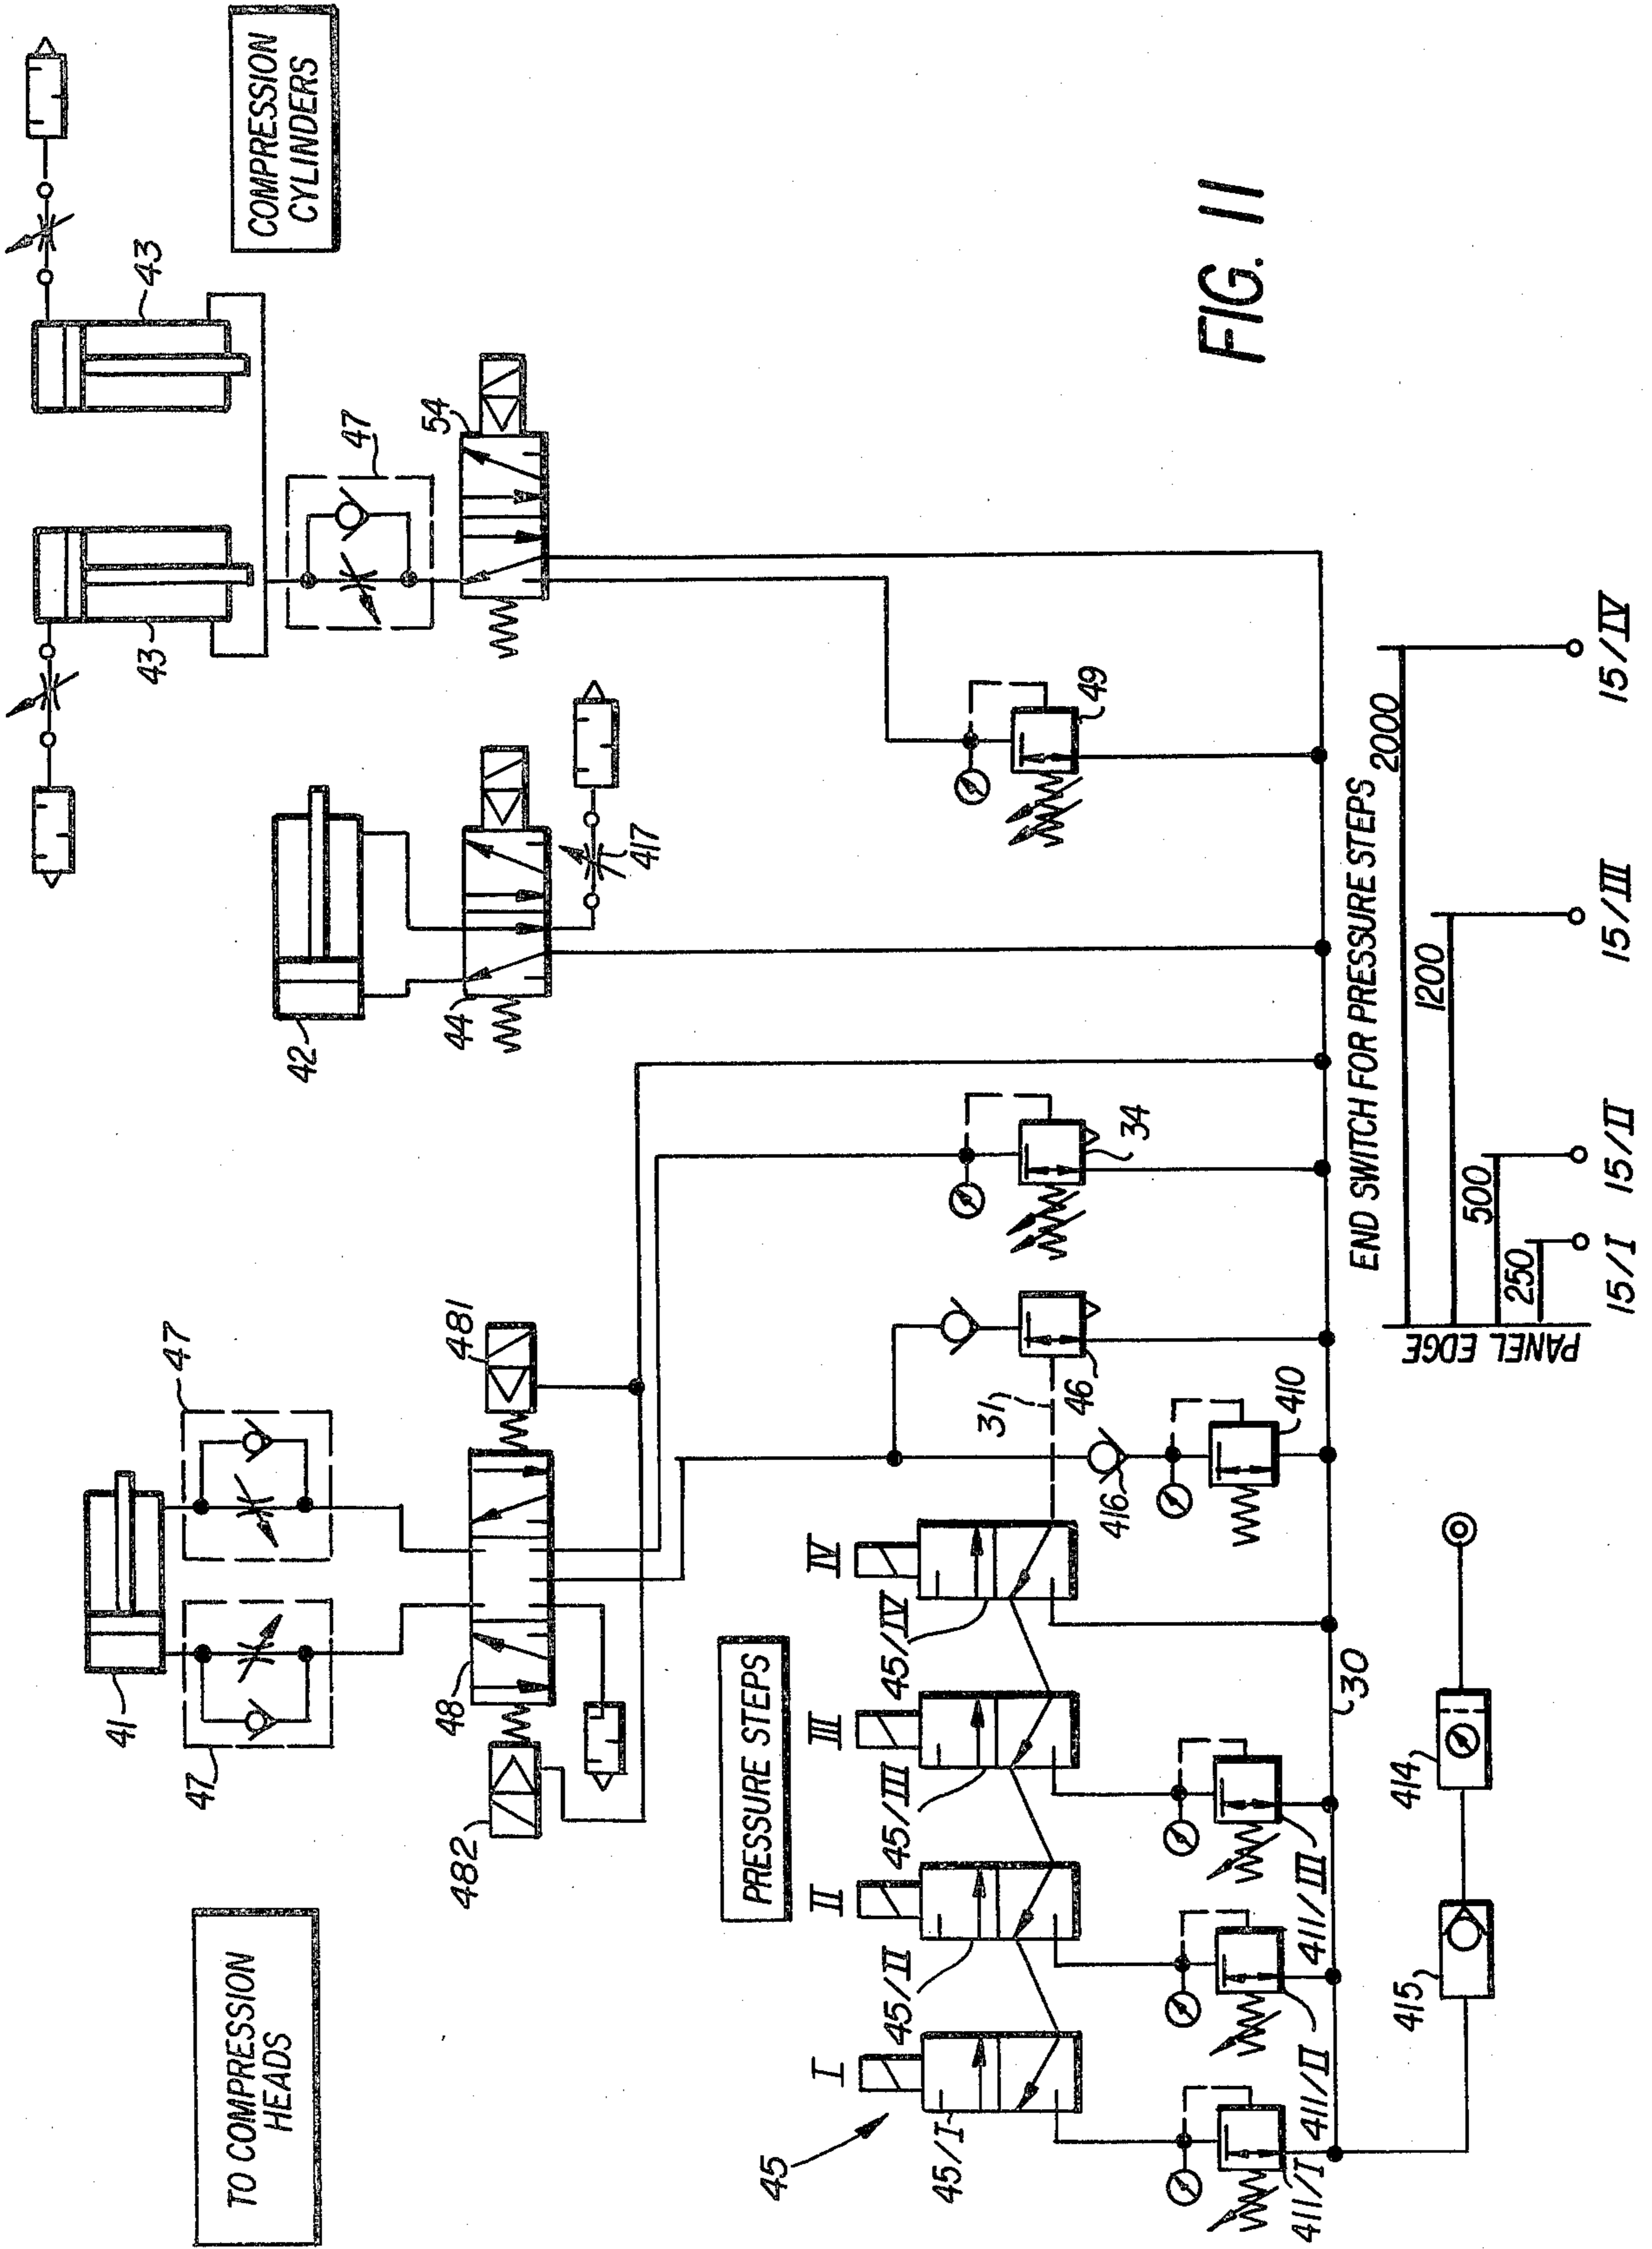 TO COMPRESSION
HEADS
COMPRESSION
CYLINDERS
41
47
47
48
481
482
42
44
417
43
43
47
54
PRESSURE STEPS
I
II
III
IV
45
45/I
45/II
45/III
45/IV
31
46
34
49
416
410
411/I
411/II
411/III
30
415
414
END SWITCH FOR PRESSURE STEPS
PANEL EDGE
250
500
1200
2000
15/I
15/II
15/III
15/IV
FIG. 11